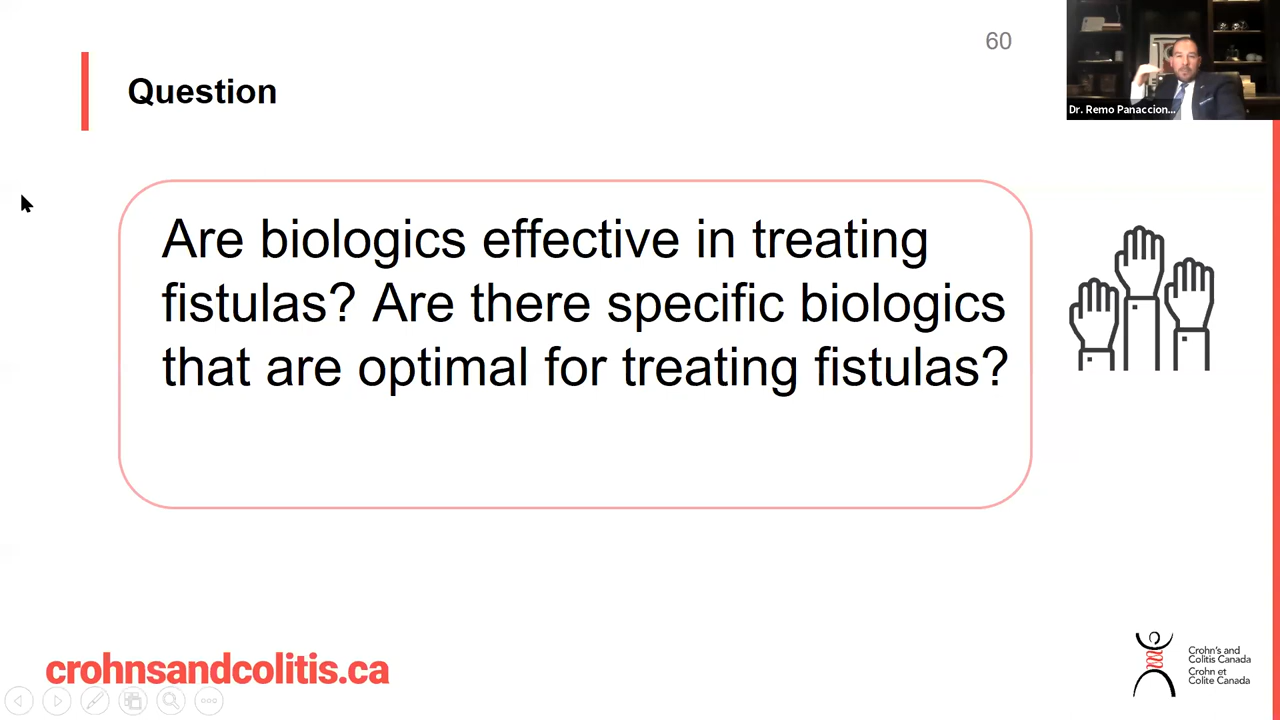 60
Dr. Remo Panaccion...
Question
Are biologics effective in treating
fistulas? Are there specific biologics
that are optimal for treating fistulas?
crohnsandcolitis.ca
Crohn's and
Colitis Canada
Crohn et
Colite Canada